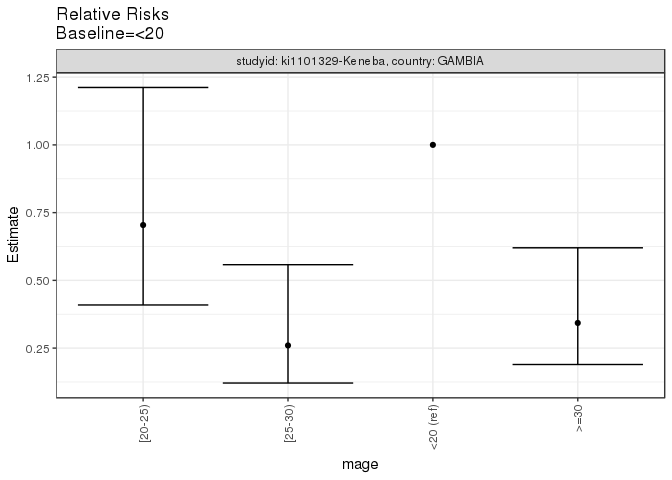 Relative Risks
Baseline=<20
studyid: ki1101329-Keneba, country: GAMBIA
1.25
1.00
0.75
0.50
0.25
Estimate
[20-25)
[25-30)
<20 (ref)
>=30
mage